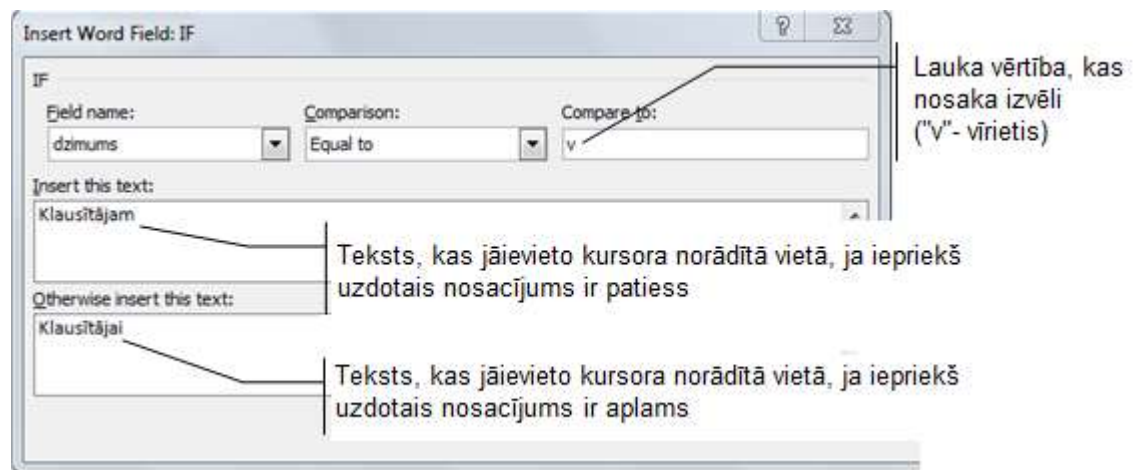 Insert Word Field: IF
IF
Field name:
Comparison:
Compare to:
dzimums
Equal to
v
Lauka vērtība, kas
nosaka izvēli
("v"- vīrietis)
Insert this text:
Klausītājam
Teksts, kas jāievieto kursora norādītā vietā, ja iepriekš
uzdotais nosacījums ir patiess
Otherwise insert this text:
Klausītājai
Teksts, kas jāievieto kursora norādītā vietā, ja iepriekš
uzdotais nosacījums ir aplams